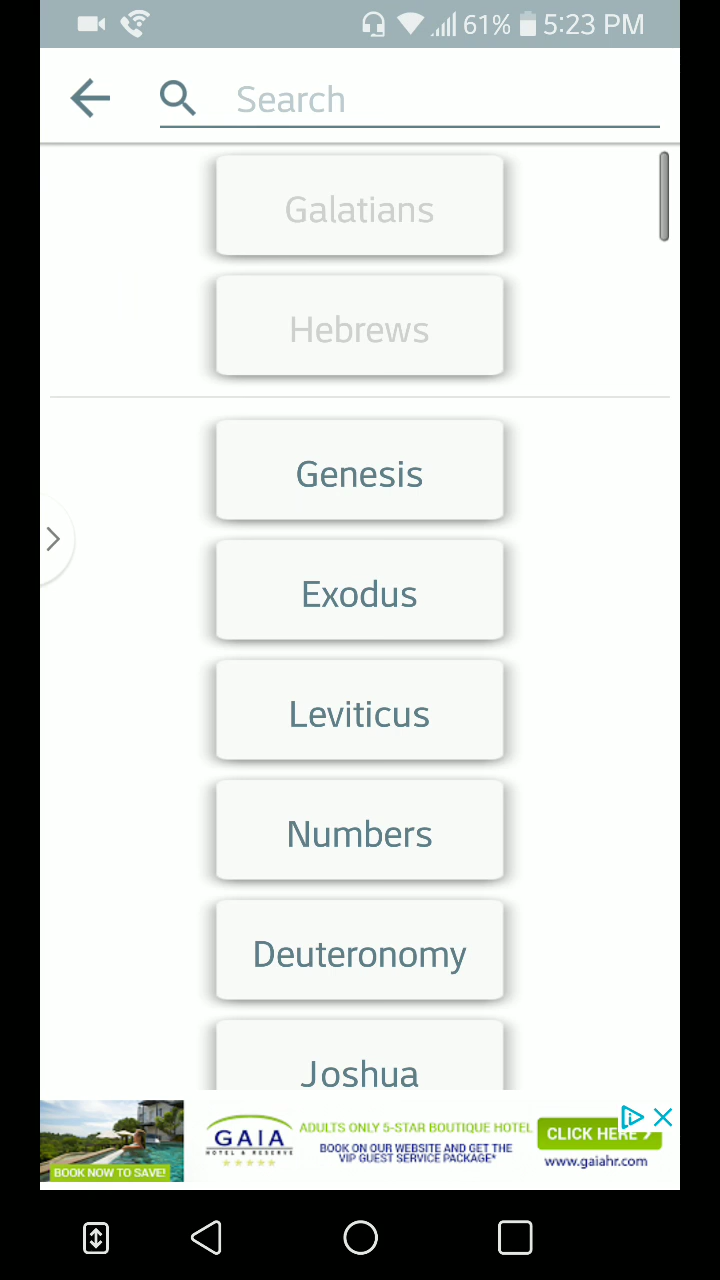 61% 5:23 PM
Search
Galatians
Hebrews
Genesis
Exodus
Leviticus
Numbers
Deuteronomy
Joshua
BOOK NOW TO SAVE!
GAIA
HOTEL & RESERVE
ADULTS ONLY 5-STAR BOUTIQUE HOTEL
BOOK ON OUR WEBSITE AND GET THE
VIP GUEST SERVICE PACKAGE*
CLICK HERE
www.gaiahr.com